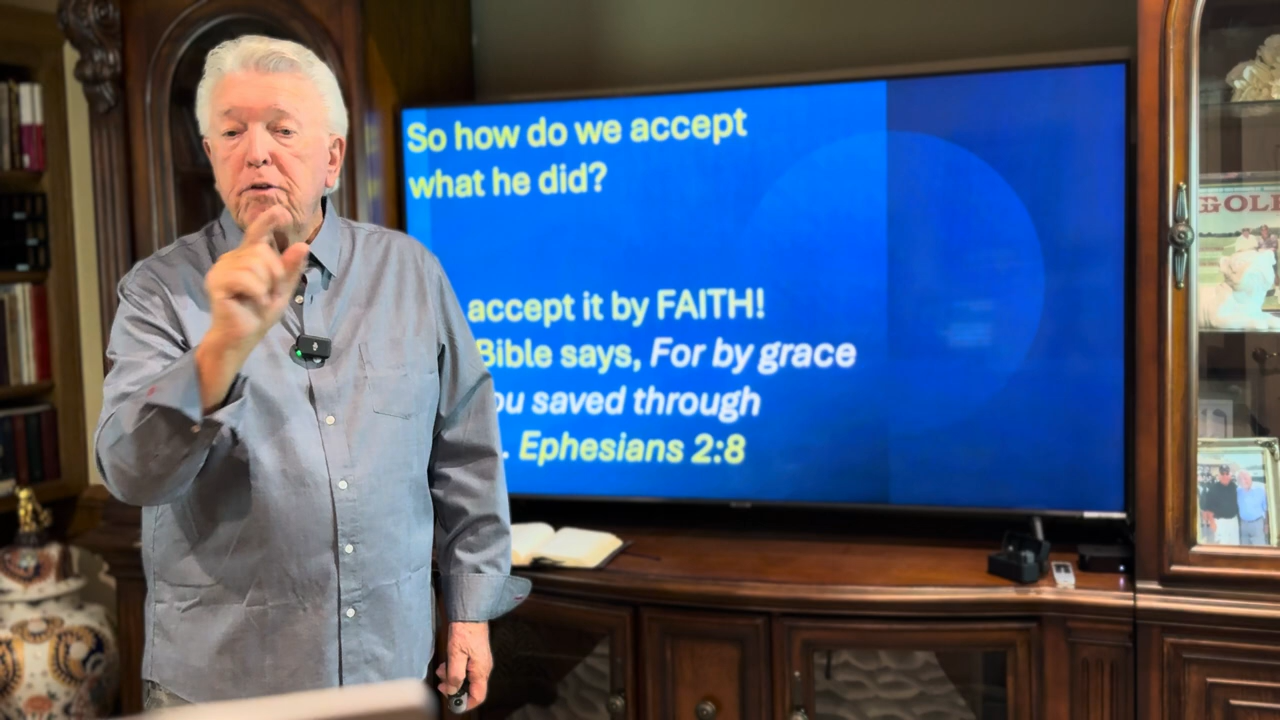 So how do we accept
what he did?
accept it by FAITH!
Bible says, For by grace
saved through
. Ephesians 2:8
GOLF